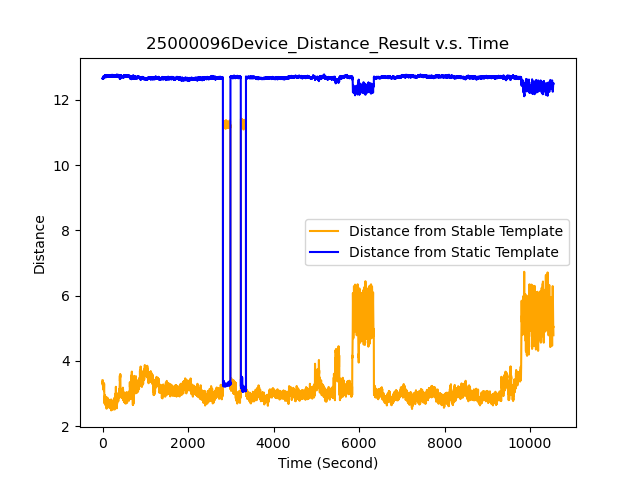 25000096Device_Distance_Result v.s. Time
Distance
12
10
8
6
4
2
Distance from Stable Template
Distance from Static Template
0
2000
4000
6000
8000
10000
Time (Second)